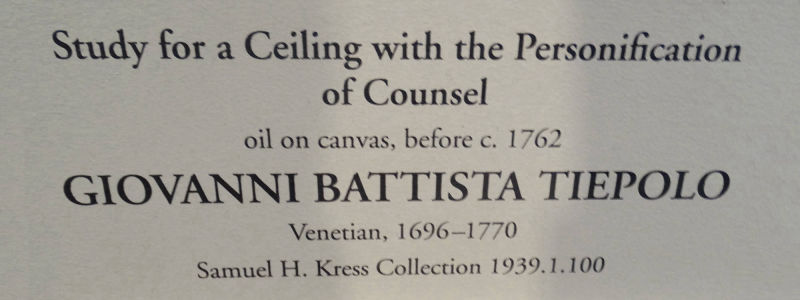 Study for a Ceiling with the Personification
of Counsel
oil on canvas, before c. 1762
GIOVANNI BATTISTA TIEPOLO
Venetian, 1696–1770
Samuel H. Kress Collection 1939.1.100